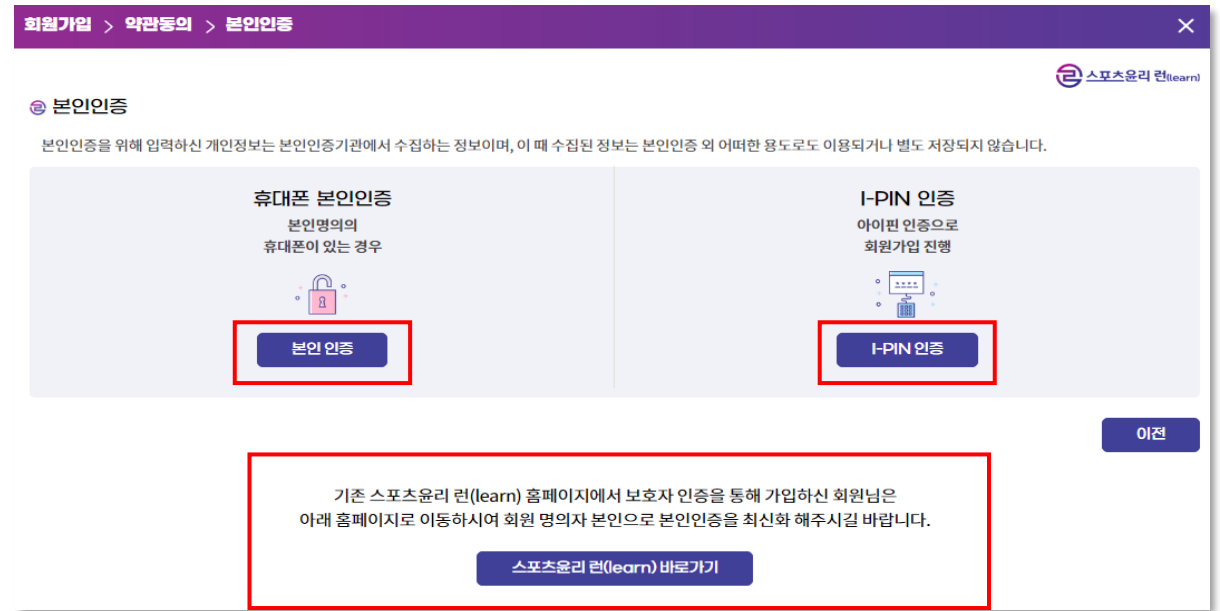 회원가입 > 약관동의 > 본인인증
스포츠윤리 런(learn)
본인인증
본인인증을 위해 입력하신 개인정보는 본인인증기관에서 수집하는 정보이며, 이 때 수집된 정보는 본인인증 외 어떠한 용도로도 이용되거나 별도 저장되지 않습니다.
휴대폰 본인인증
본인명의의
휴대폰이 있는 경우
본인 인증
I-PIN 인증
아이핀 인증으로
회원가입 진행
I-PIN 인증
이전
기존 스포츠윤리 런(learn) 홈페이지에서 보호자 인증을 통해 가입하신 회원님은
아래 홈페이지로 이동하시여 회원 명의자 본인으로 본인인증을 최신화 해주시길 바랍니다.
스포츠윤리 런(learn) 바로가기